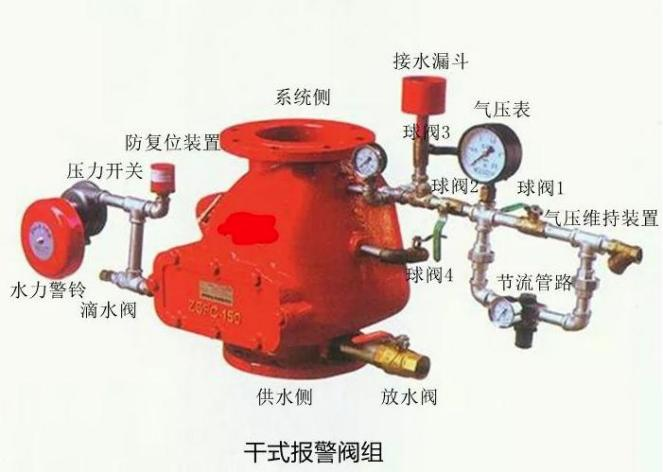 接水漏斗
系统侧
气压表
防复位装置
球阀3
压力开关
球阀2
球阀1
气压维持装置
水力警铃
滴水阀
球阀4
节流管路
ZSFC-150
供水侧
放水阀
干式报警阀组